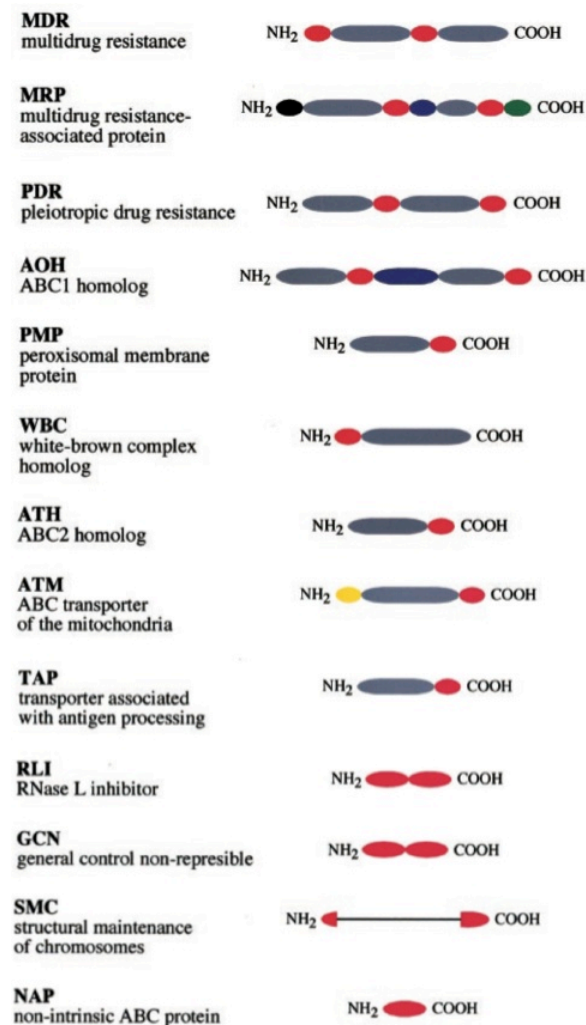 MDR
multidrug resistance
NH2 COOH
MRP
multidrug resistance-
associated protein
NH2 COOH
PDR
pleiotropic drug resistance
NH2 COOH
AOH
ABC1 homolog
NH2 COOH
PMP
peroxisomal membrane
protein
NH2 COOH
WBC
white-brown complex
homolog
NH2 COOH
ATH
ABC2 homolog
NH2 COOH
ATM
ABC transporter
of the mitochondria
NH2 COOH
TAP
transporter associated
with antigen processing
NH2 COOH
RLI
RNase L inhibitor
NH2 COOH
GCN
general control non-represible
NH2 COOH
SMC
structural maintenance
of chromosomes
NH2 COOH
NAP
non-intrinsic ABC protein
NH2 COOH